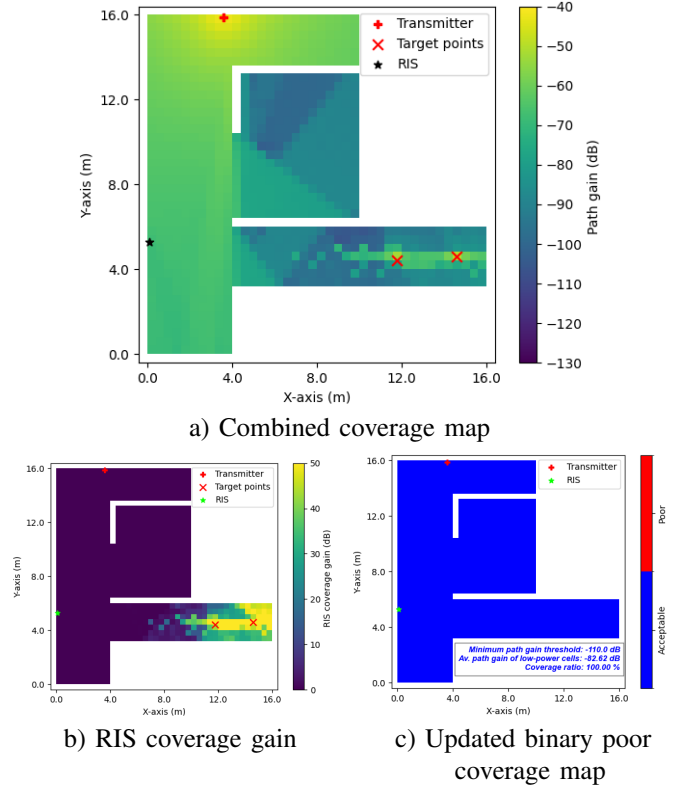 16.0
14.0
12.0
8.0
4.0
0.0
Y-axis (m)
0.0 4.0 8.0 12.0 16.0
X-axis (m)
Transmitter
Target points
RIS
−40
−50
−60
−70
−80
−90
−100
−110
−120
−130
Path gain (dB)
a) Combined coverage map
16.0
12.0
8.0
4.0
0.0
Y-axis (m)
0.0 4.0 8.0 12.0 16.0
X-axis (m)
Transmitter
Target points
RIS
50
40
30
20
10
0
RIS coverage gain (dB)
b) RIS coverage gain
16.0
12.0
8.0
4.0
0.0
Y-axis (m)
0.0 4.0 8.0 12.0 16.0
X-axis (m)
Transmitter
RIS
Minimum path gain threshold: -110.0 dB
Av. path gain of low-power cells: -82.62 dB
Coverage ratio: 100.00 %
Poor
Acceptable
c) Updated binary poor
coverage map